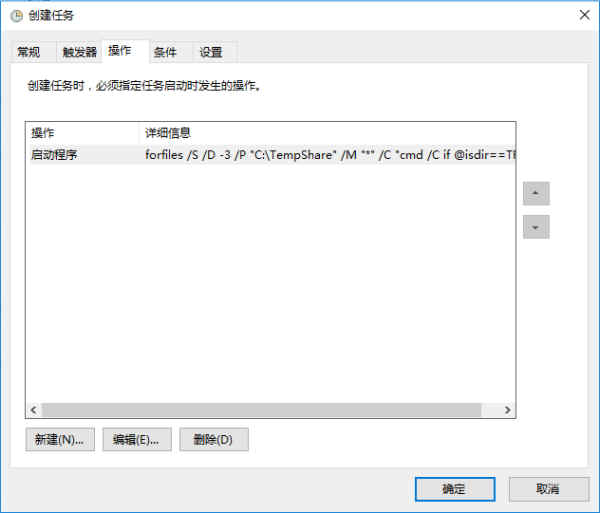 创建任务
常规 触发器 操作 条件 设置
创建任务时，必须指定任务启动时发生的操作。
操作 详细信息
启动程序 forfiles /S /D -3 /P "C:\TempShare" /M "*" /C "cmd /C if @isdir==
新建(N)... 编辑(E)... 删除(D)
确定 取消